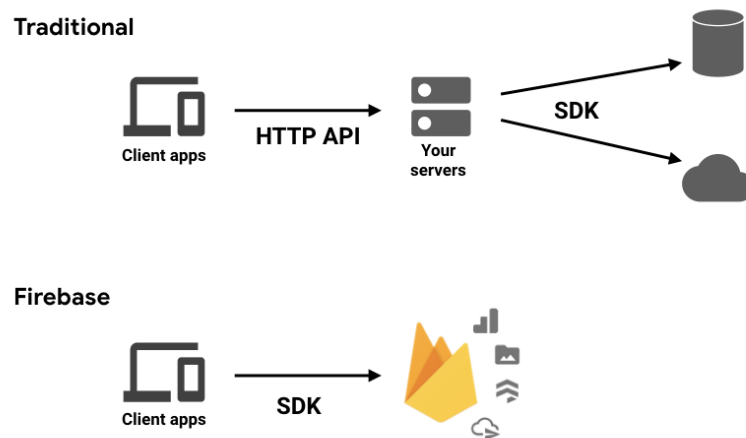 Traditional
Client apps
HTTP API
Your
servers
SDK
Firebase
Client apps
SDK